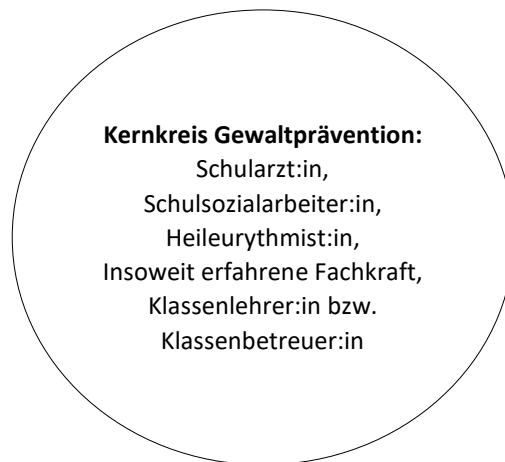 Kernkreis Gewaltprävention:
Schularzt:in,
Schulsozialarbeiter:in,
Heileurythmist:in,
Insoweit erfahrene Fachkraft,
Klassenlehrer:in bzw.
Klassenbetreuer:in